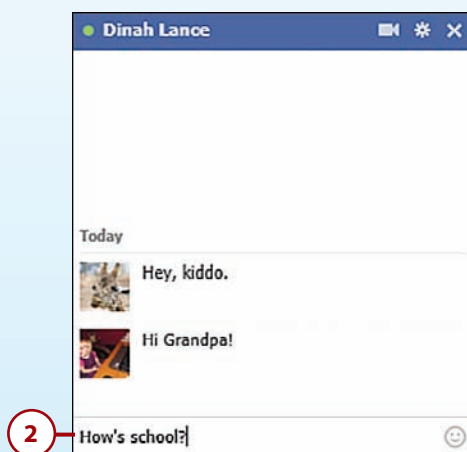 Dinah Lance
Today
Hey, kiddo.
Hi Grandpa!
2
How's school?